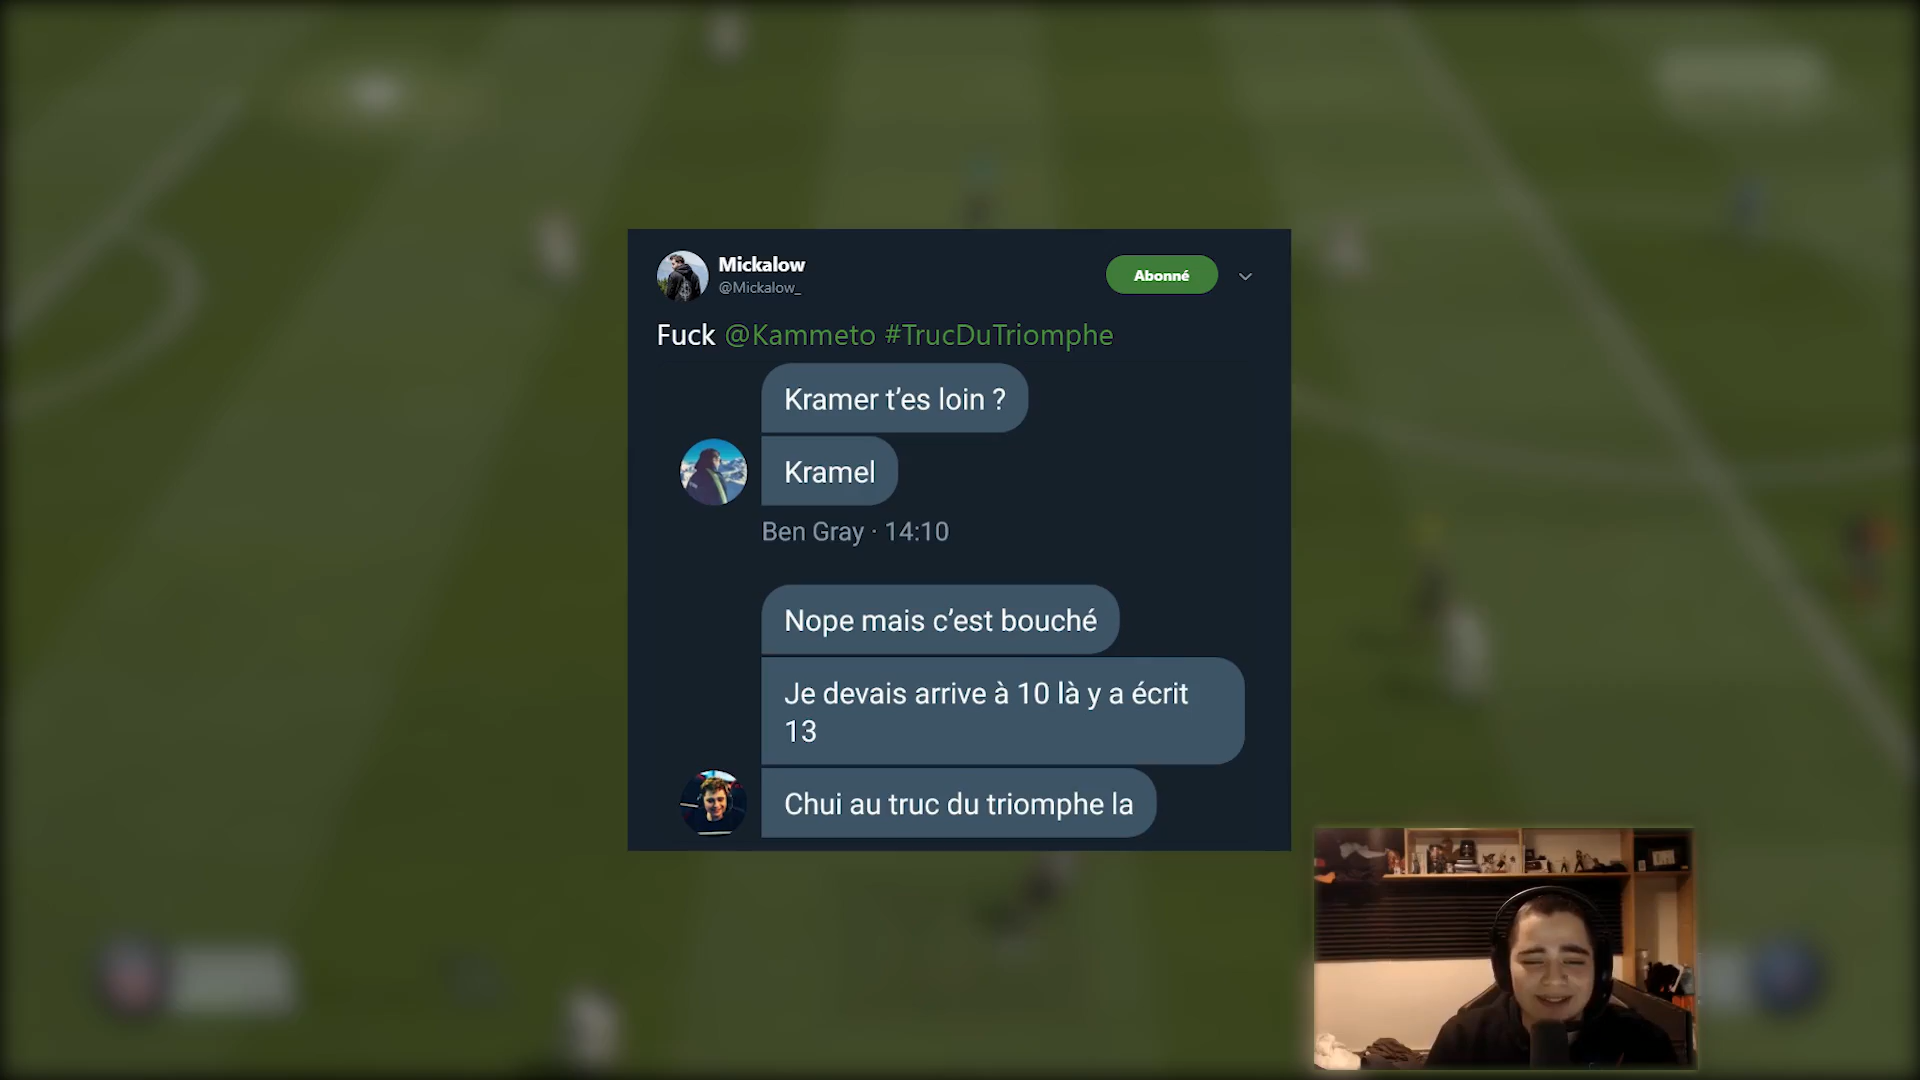 Mickalow
@Mickalow_
Abonné
Fuck @Kammeto #TrucDuTriomphe
Kramer t’es loin ?
Kramel
Ben Gray · 14:10
Nope mais c’est bouché
Je devais arrive à 10 là y a écrit
13
Chui au truc du triomphe la